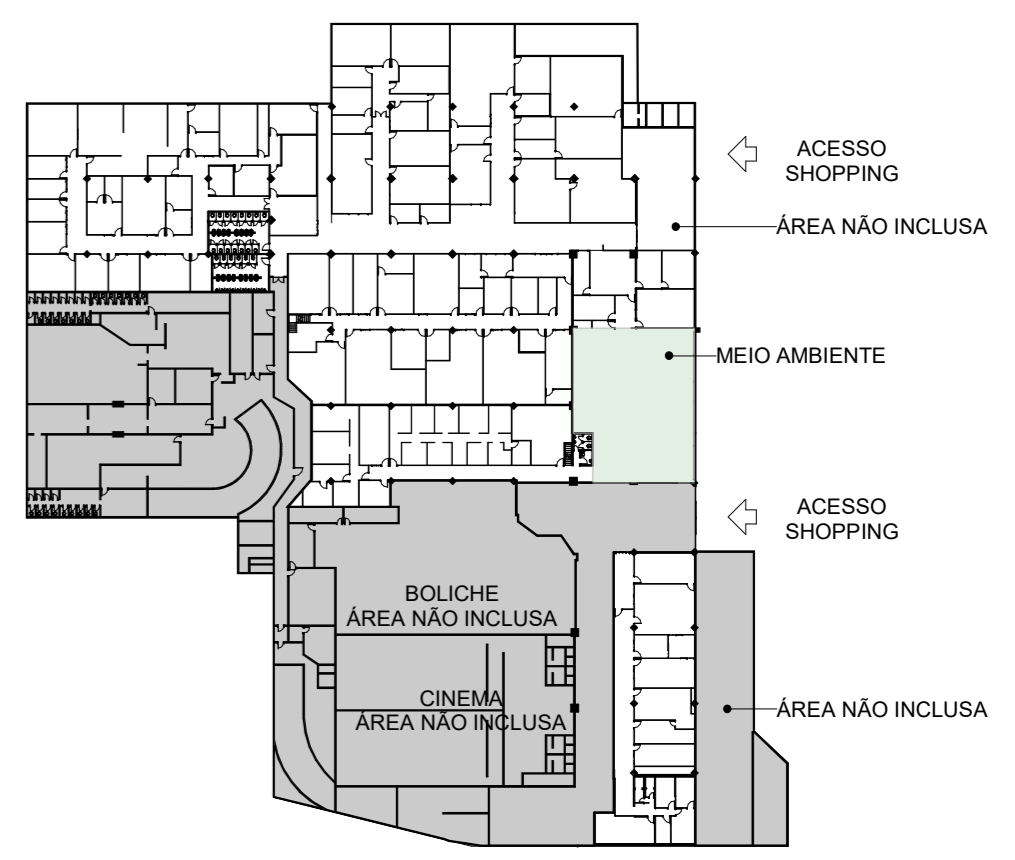 ACESSO
SHOPPING
ÁREA NÃO INCLUSA
MEIO AMBIENTE
ACESSO
SHOPPING
BOLICHE
ÁREA NÃO INCLUSA
CINEMA
ÁREA NÃO INCLUSA
ÁREA NÃO INCLUSA